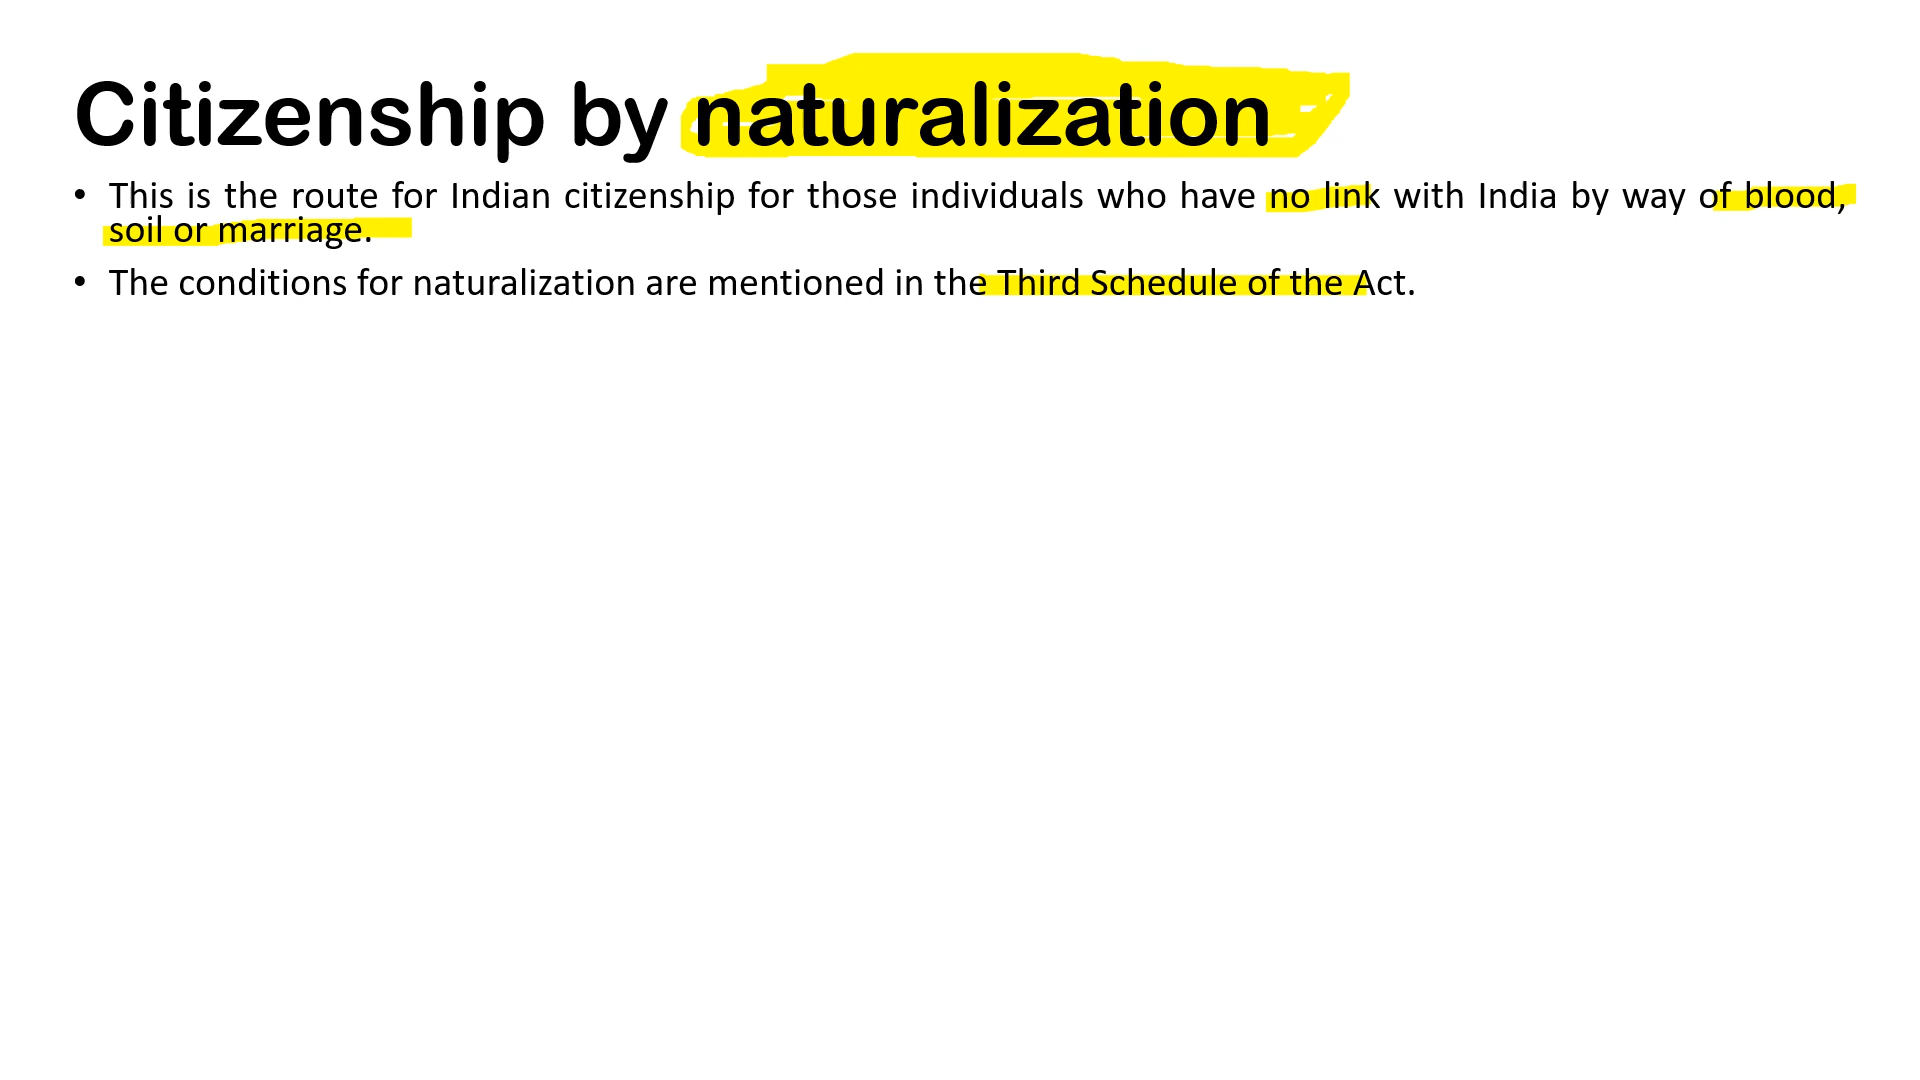 Citizenship by naturalization
• This is the route for Indian citizenship for those individuals who have no link with India by way of blood,
soil or marriage.
• The conditions for naturalization are mentioned in the Third Schedule of the Act.